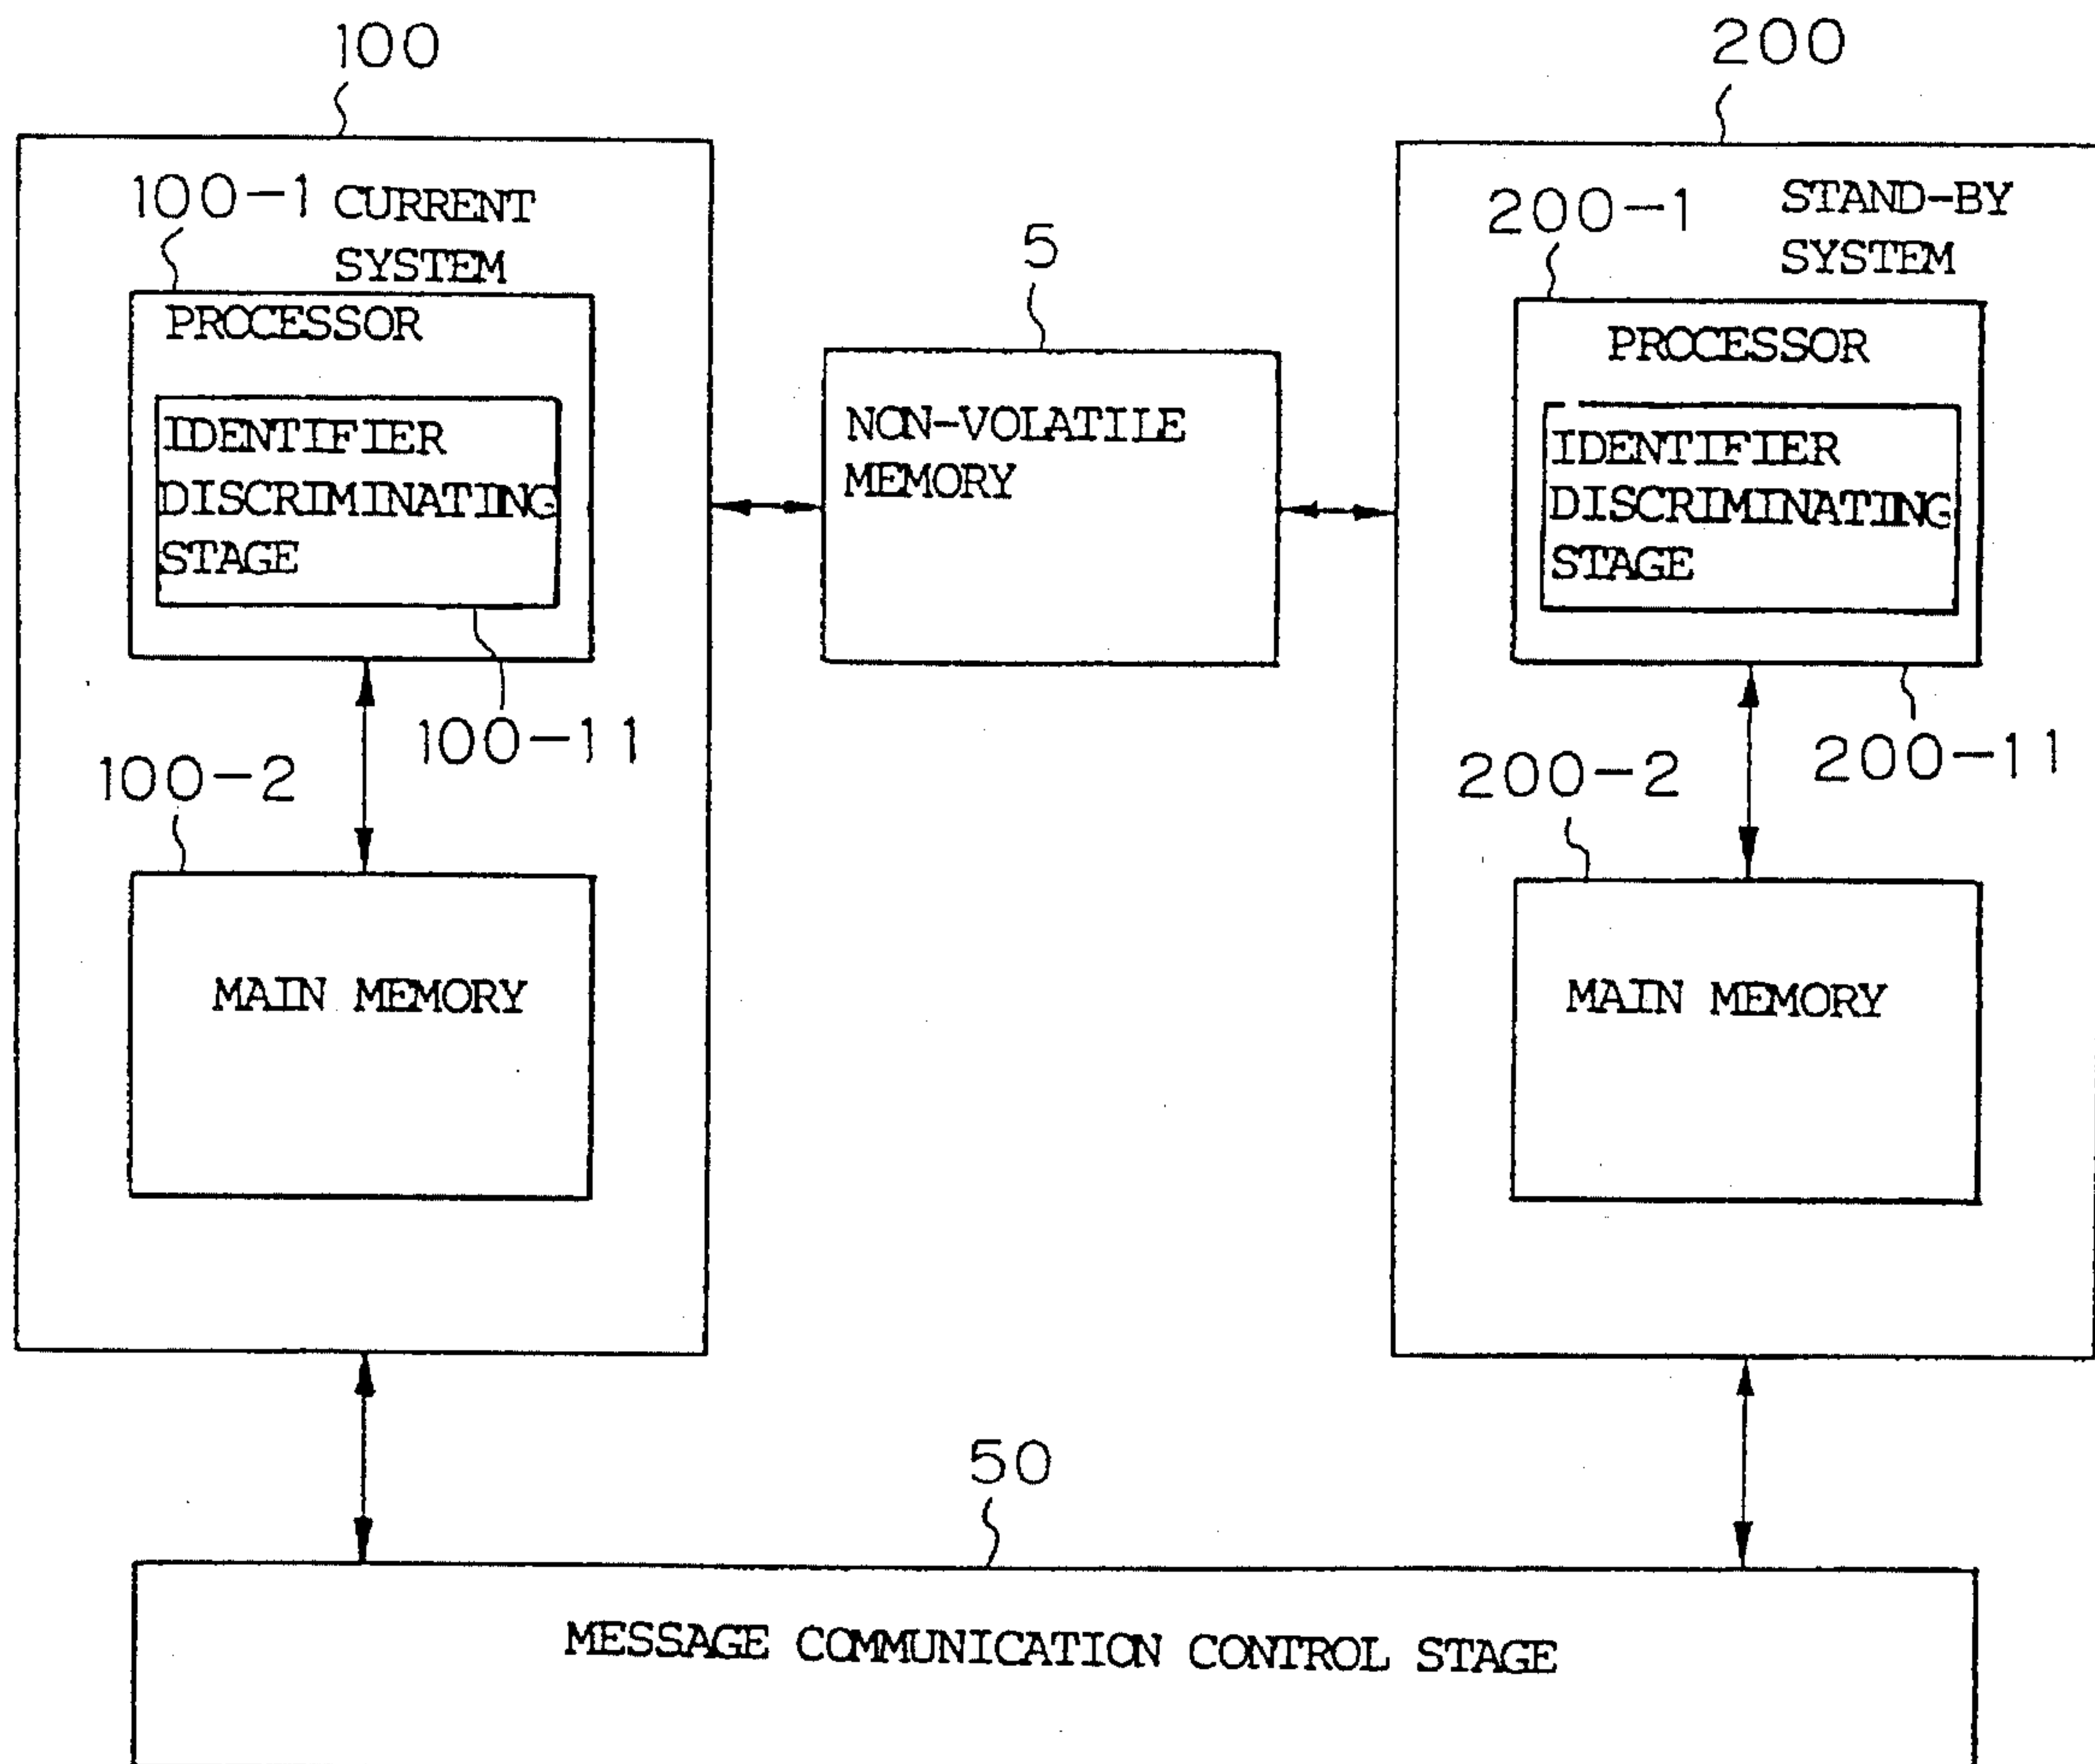 100
200
100-1
CURRENT
SYSTEM
PROCESSOR
IDENTIFIER
DISCRIMINATING
STAGE
100-11
100-2
MAIN MEMORY
5
NON-VOLATILE
MEMORY
200-1
STAND-BY
SYSTEM
PROCESSOR
IDENTIFIER
DISCRIMINATING
STAGE
200-11
200-2
MAIN MEMORY
50
MESSAGE COMMUNICATION CONTROL STAGE